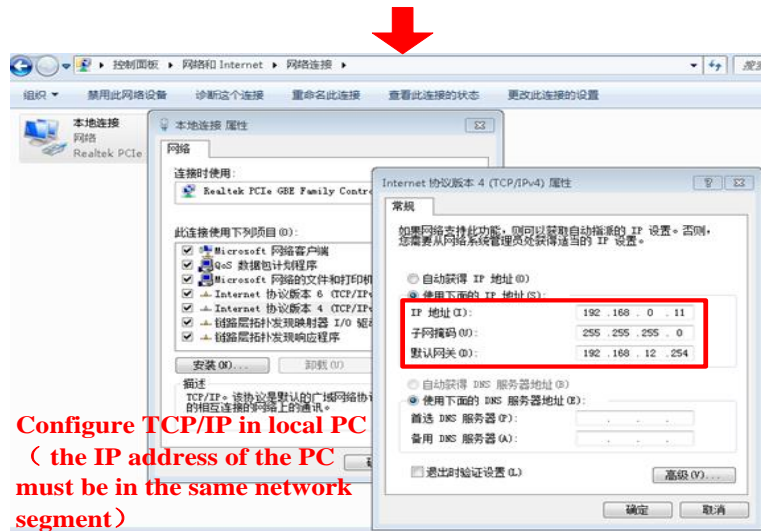 控制面板 ▸ 网络和 Internet ▸ 网络连接 ▸
组织 ▼ 禁用此网络设备 诊断这个连接 重命名此连接 查看此连接的状态 更改此连接的设置
本地连接
网络
Realtek PCIe
本地连接 属性
网络
连接时使用:
Realtek PCIe GBE Family Contr
此连接使用下列项目(O):
Microsoft 网络客户端
QoS 数据包计划程序
Microsoft 网络的文件和打印机
Internet 协议版本 6 (TCP/IPv
Internet 协议版本 4 (TCP/IPv
链路层拓扑发现映射器 I/O 驱
链路层拓扑发现响应程序
安装(N)... 卸载(U)
描述
TCP/IP。该协议是默认的广域网络协
的相互连接的网络上的通讯。
Internet 协议版本 4 (TCP/IPv4) 属性
常规
如果网络支持此功能，则可以获取自动指派的 IP 设置。否则，
您需要从网络系统管理员处获得适当的 IP 设置。
自动获得 IP 地址(O)
使用下面的 IP 地址(S):
IP 地址(I): 192 .168 . 0 . 11
子网掩码(U): 255 .255 .255 . 0
默认网关(D): 192 .168 . 12 .254
自动获得 DNS 服务器地址(B)
使用下面的 DNS 服务器地址(E):
首选 DNS 服务器(P):
备用 DNS 服务器(A):
退出时验证设置(L)
高级(V)...
确定 取消
Configure TCP/IP in local PC
（ the IP address of the PC
must be in the same network
segment）